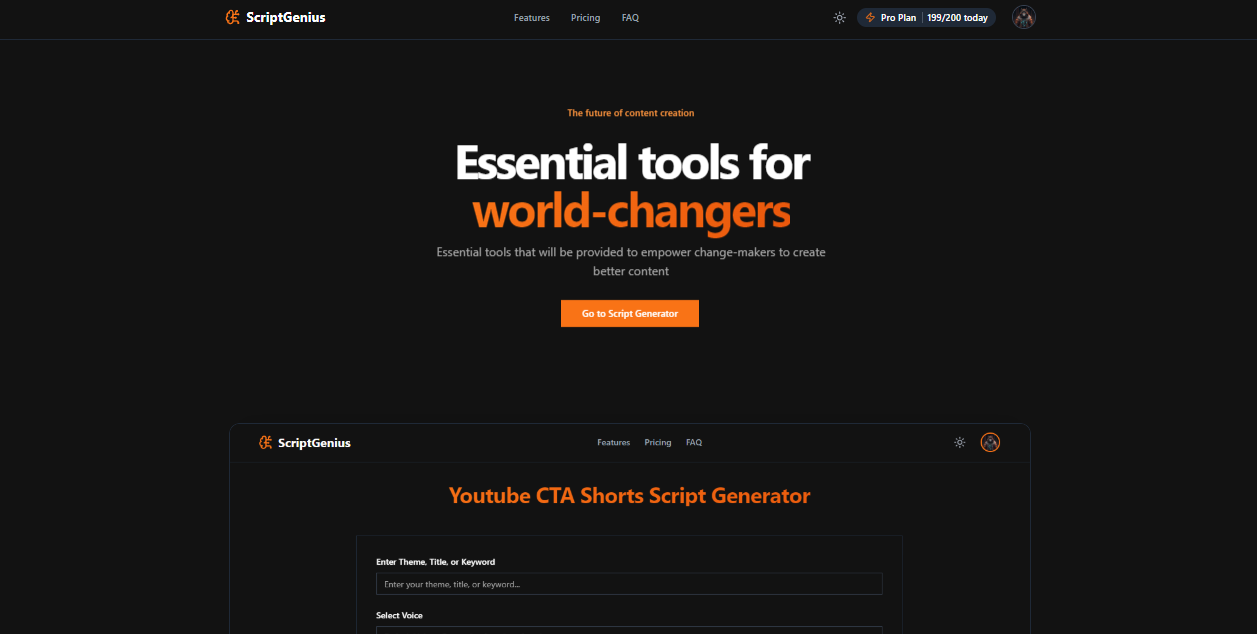 ScriptGenius
Features
Pricing
FAQ
Pro Plan
199/200 today
The future of content creation
Essential tools for
world-changers
Essential tools that will be provided to empower change-makers to create
better content
Go to Script Generator
ScriptGenius
Features
Pricing
FAQ
Youtube CTA Shorts Script Generator
Enter Theme, Title, or Keyword
Enter your theme, title, or keyword...
Select Voice